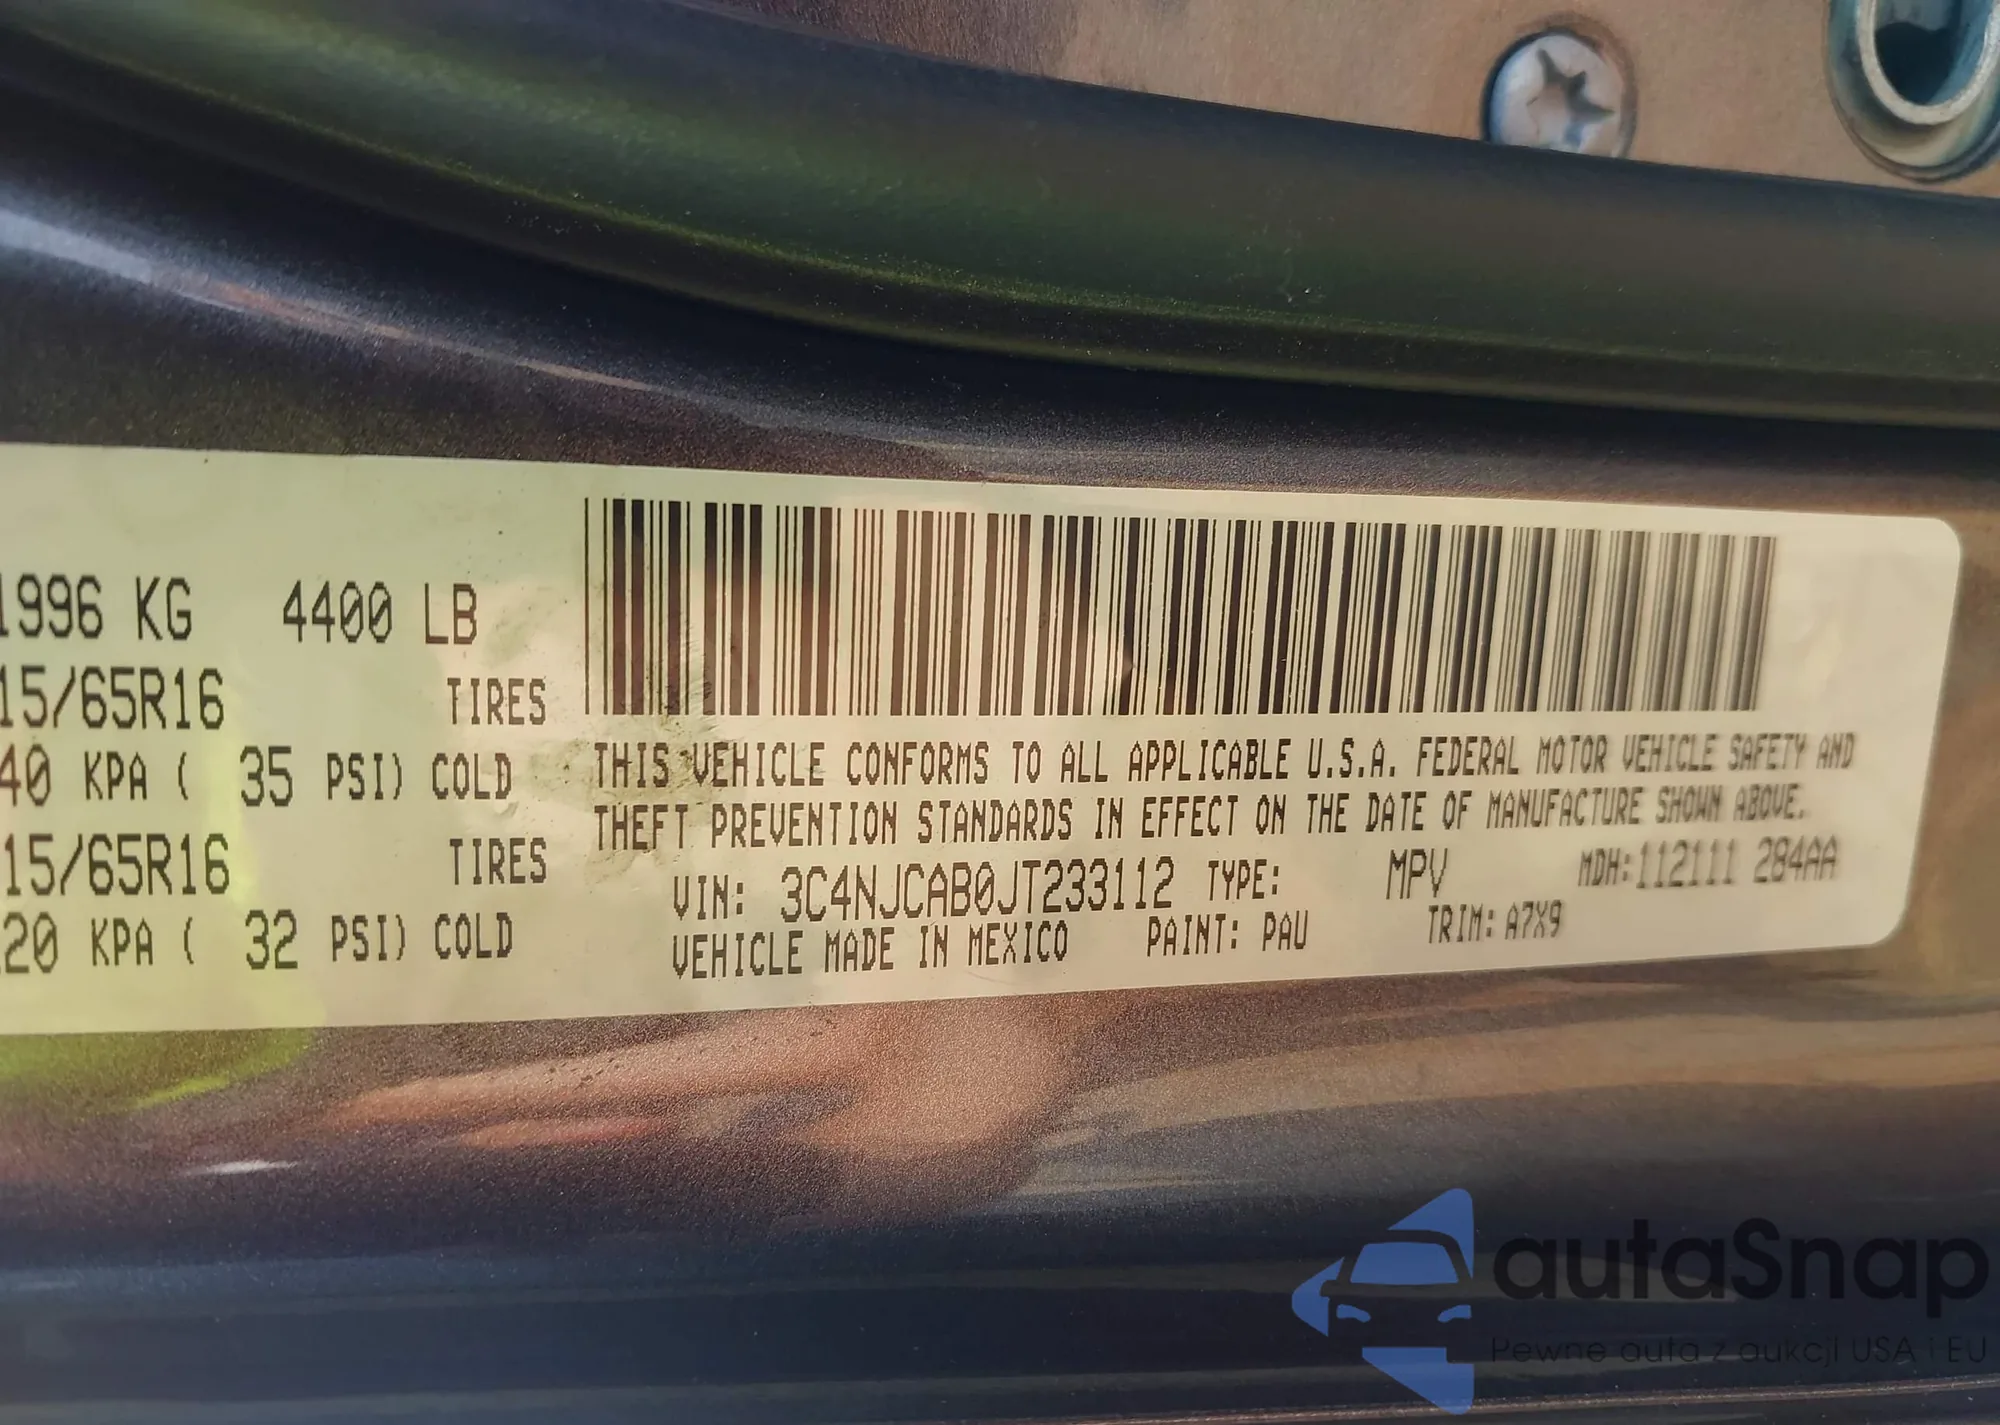 1996 KG 4400 LB
15/65R16 TIRES
40 KPA ( 35 PSI) COLD
15/65R16 TIRES
20 KPA ( 32 PSI) COLD
THIS VEHICLE CONFORMS TO ALL APPLICABLE U.S.A. FEDERAL MOTOR VEHICLE SAFETY AND
THEFT PREVENTION STANDARDS IN EFFECT ON THE DATE OF MANUFACTURE SHOWN ABOVE.
VIN: 3C4NJCAB0JT233112 TYPE: MPV MDH:112111 284AA
VEHICLE MADE IN MEXICO PAINT: PAU TRIM: A7X9
autaSnap
Pewne auta z aukcji USA i EU